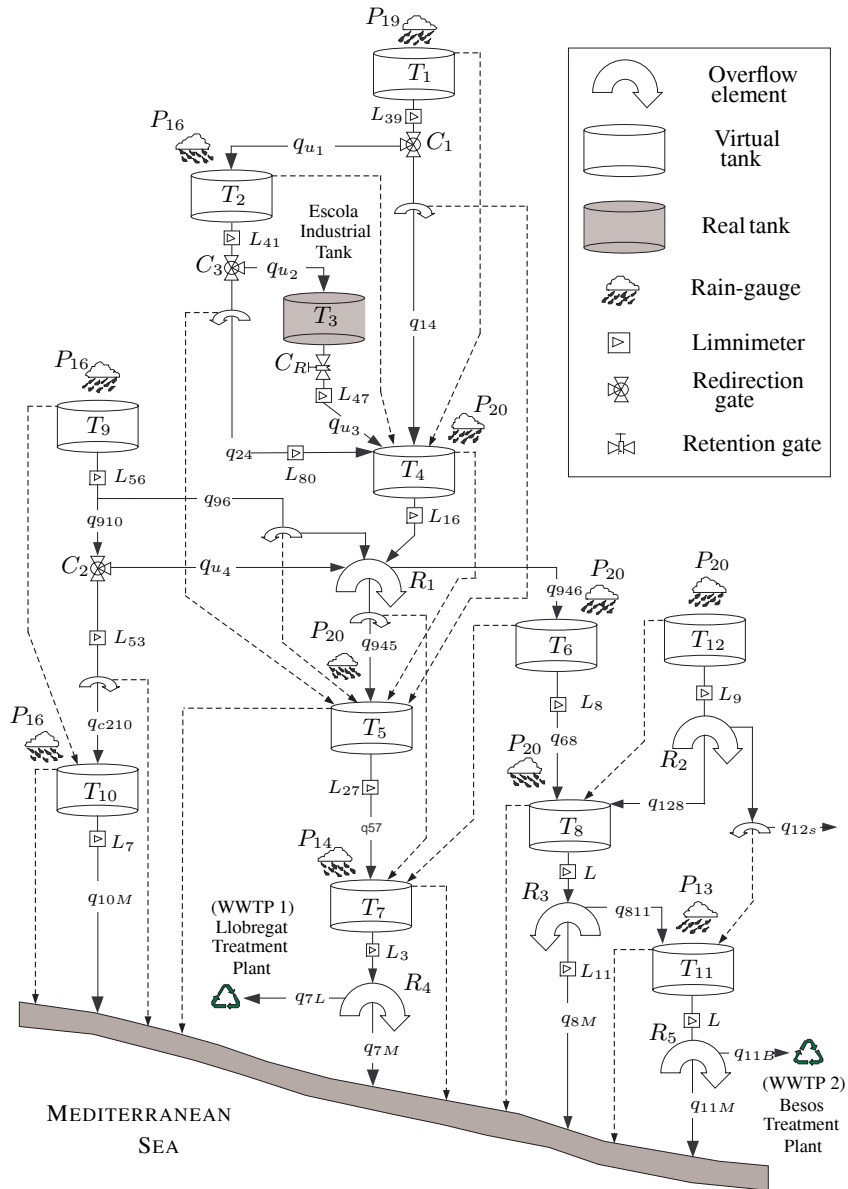 P19
T1
L39
C1
P16
qu1
T2
L41
C3
qu2
Escola
Industrial
Tank
T3
CR
L47
qu3
q14
P16
T9
L56
q910
q96
q24
L80
P20
T4
L16
C2
qu4
R1
q946
L53
qc210
P16
T10
L7
q10M
P20
q945
T5
L27
q57
P14
T7
L3
R4
q7L
q7M
(WWTP 1)
Llobregat
Treatment
Plant
P20
T6
L8
q68
P20
T12
L9
R2
q128
q12s
P20
T8
L
R3
q811
L11
q8M
P13
T11
L
R5
q11B
q11M
(WWTP 2)
Besos
Treatment
Plant
MEDITERRANEAN
SEA
Overflow
element
Virtual
tank
Real tank
Rain-gauge
Limnimeter
Redirection
gate
Retention gate